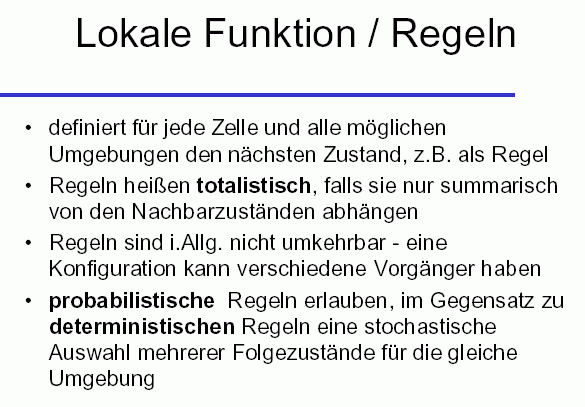 Lokale Funktion / Regeln
• definiert für jede Zelle und alle möglichen
Umgebungen den nächsten Zustand, z.B. als Regel
• Regeln heißen totalistisch, falls sie nur summarisch
von den Nachbarzuständen abhängen
• Regeln sind i.Allg. nicht umkehrbar - eine
Konfiguration kann verschiedene Vorgänger haben
• probabilistische Regeln erlauben, im Gegensatz zu
deterministischen Regeln eine stochastische
Auswahl mehrerer Folgezustände für die gleiche
Umgebung